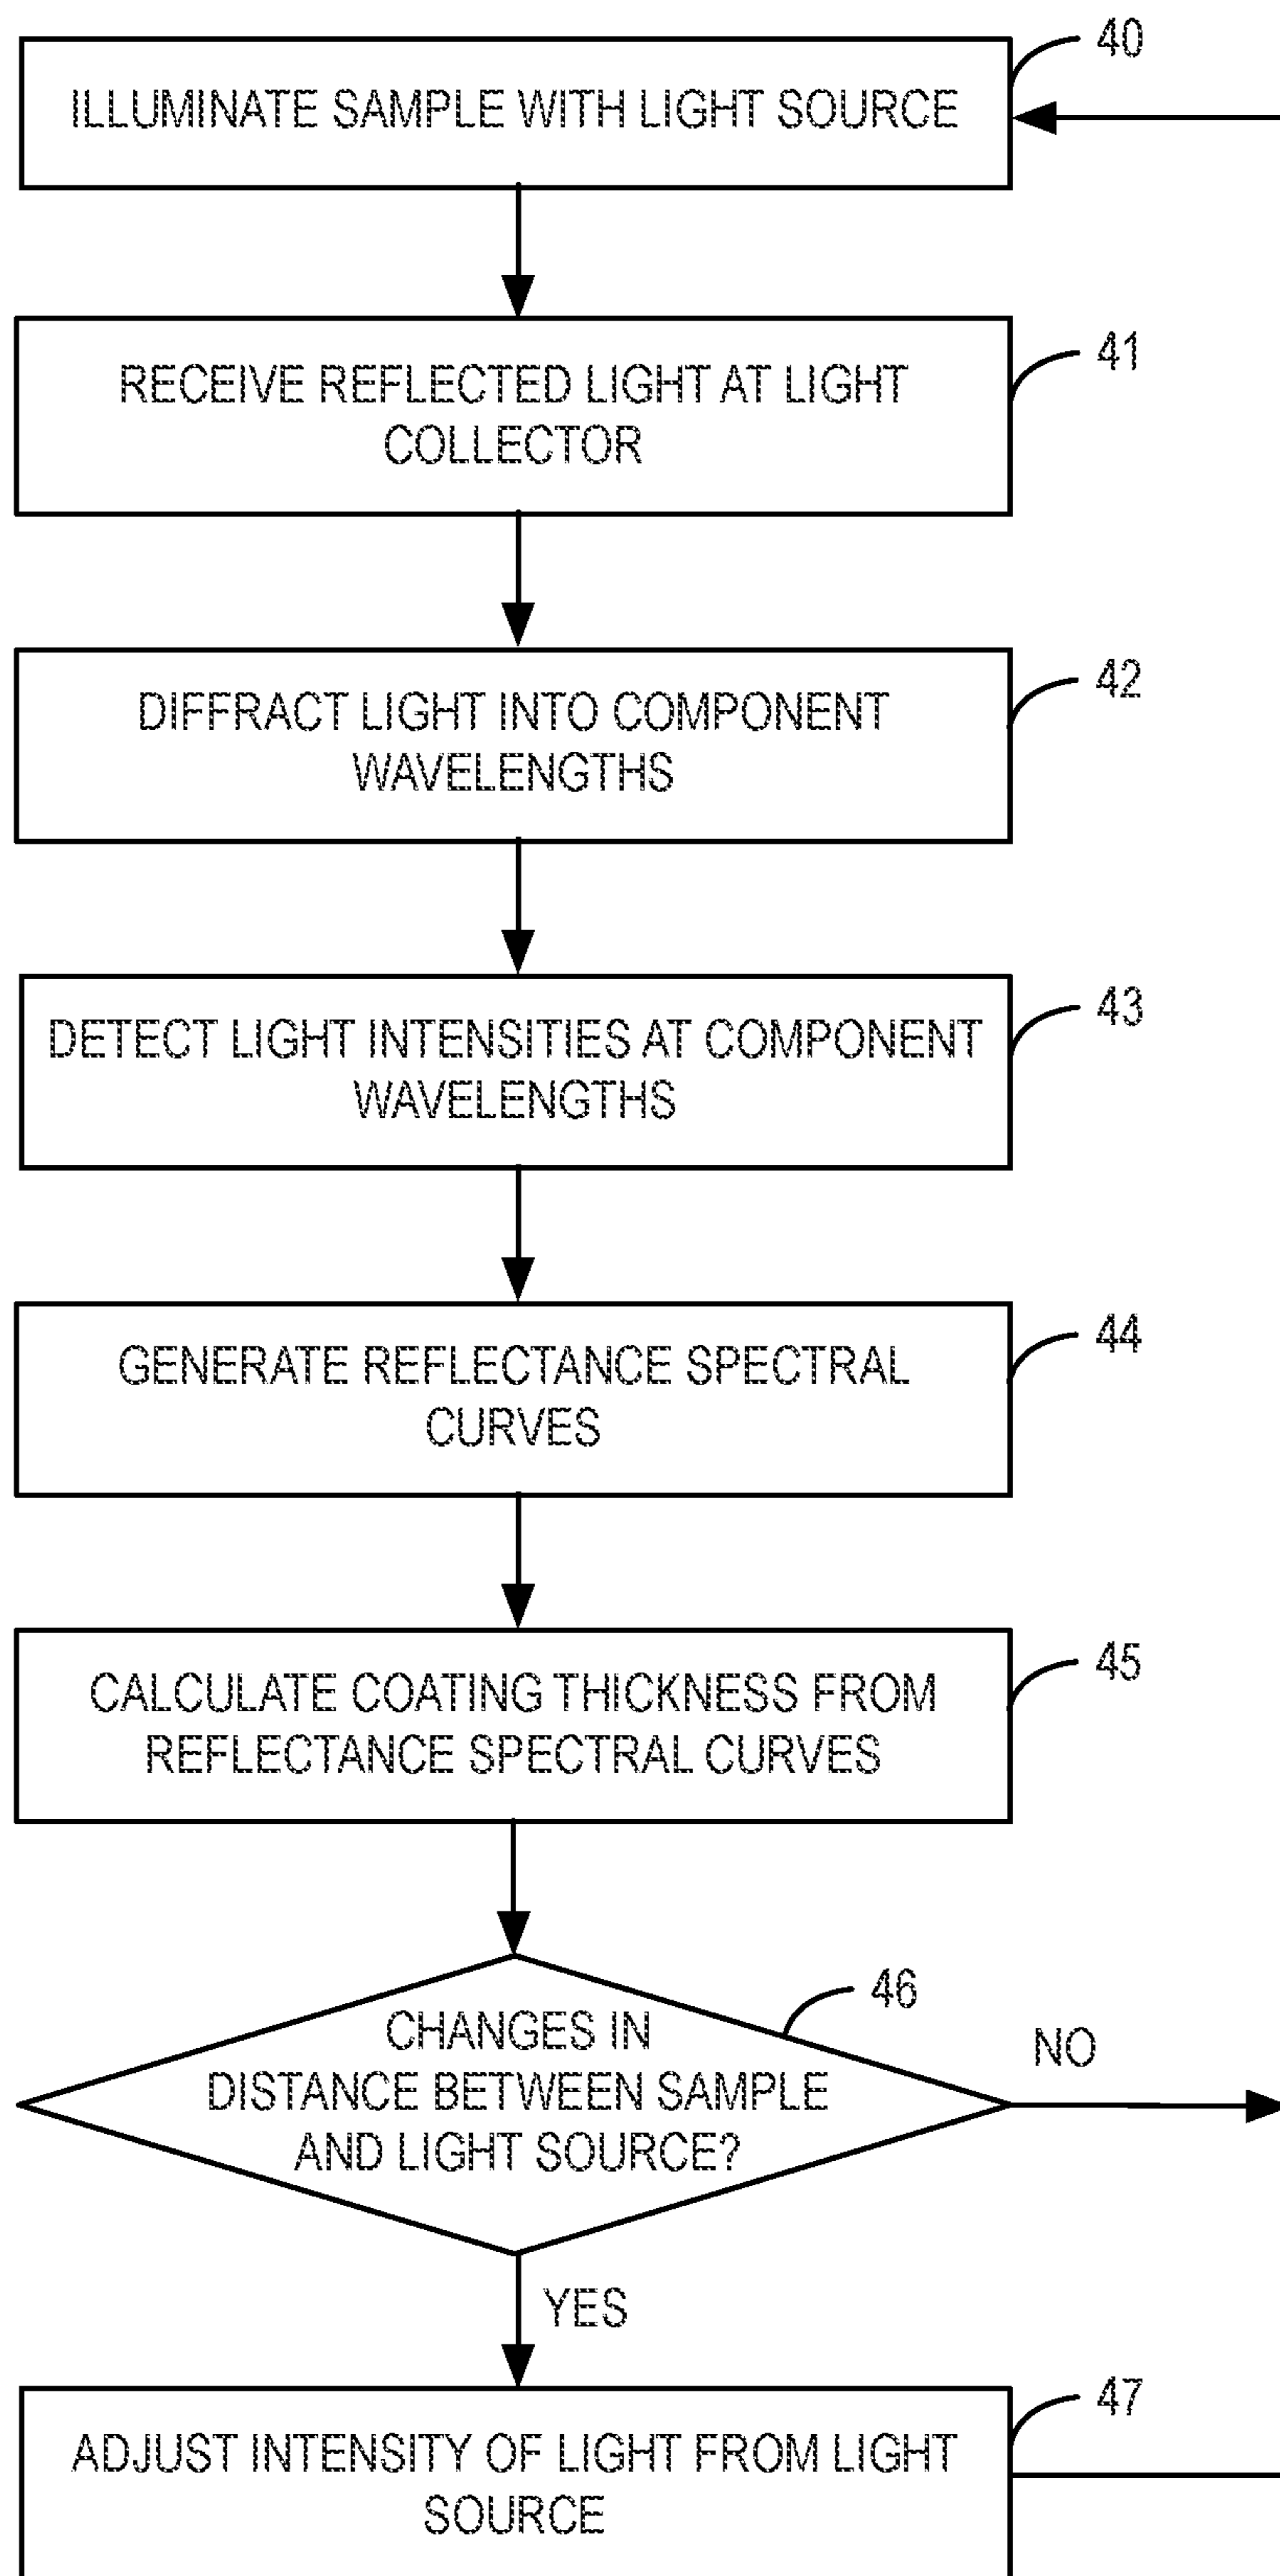 40
ILLUMINATE SAMPLE WITH LIGHT SOURCE
41
RECEIVE REFLECTED LIGHT AT LIGHT
COLLECTOR
42
DIFFRACT LIGHT INTO COMPONENT
WAVELENGTHS
43
DETECT LIGHT INTENSITIES AT COMPONENT
WAVELENGTHS
44
GENERATE REFLECTANCE SPECTRAL
CURVES
45
CALCULATE COATING THICKNESS FROM
REFLECTANCE SPECTRAL CURVES
46
CHANGES IN
DISTANCE BETWEEN SAMPLE
AND LIGHT SOURCE?
NO
YES
47
ADJUST INTENSITY OF LIGHT FROM LIGHT
SOURCE